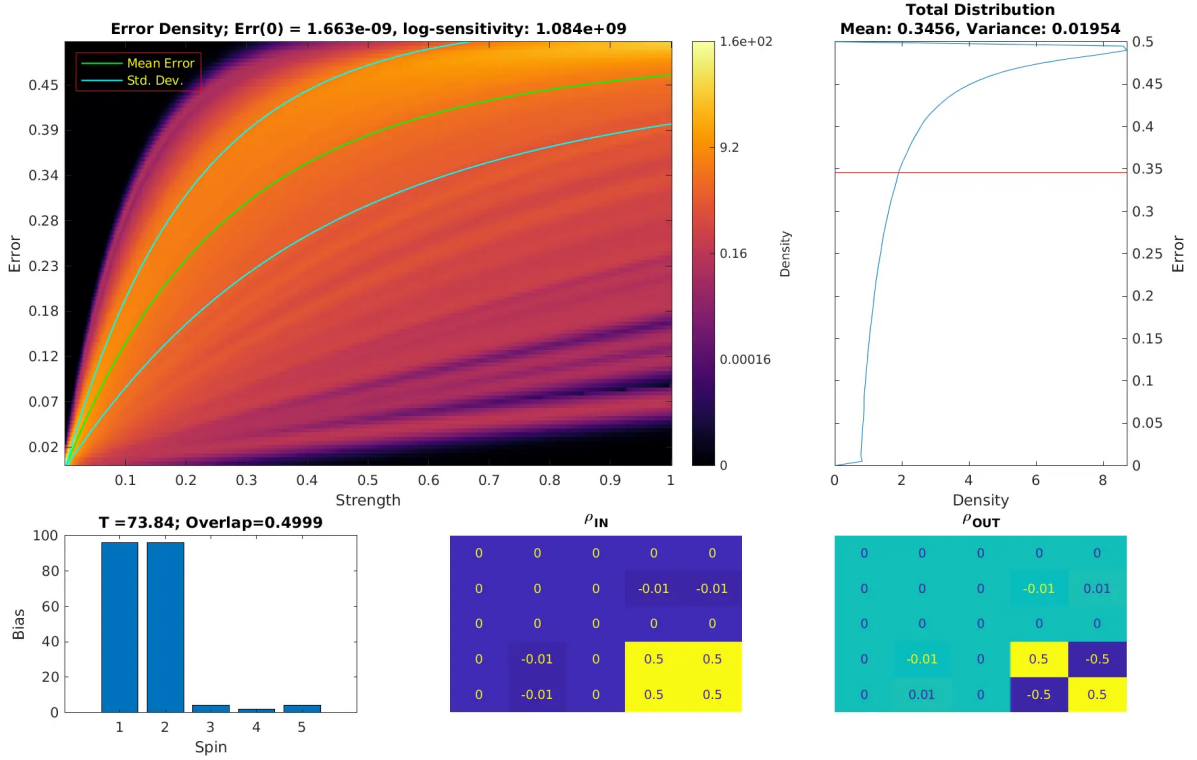 Error Density; Err(0) = 1.663e-09, log-sensitivity: 1.084e+09
Mean Error
Std. Dev.
Error
0.45
0.39
0.34
0.28
0.23
0.18
0.12
0.07
0.02
0.1 0.2 0.3 0.4 0.5 0.6 0.7 0.8 0.9 1
Strength
1.6e+02
9.2
0.16
0.00016
0
Density
Total Distribution
Mean: 0.3456, Variance: 0.01954
0.5
0.45
0.4
0.35
0.3
0.25
0.2
0.15
0.1
0.05
0
Error
0 2 4 6 8
Density
T =73.84; Overlap=0.4999
Bias
100
80
60
40
20
0
1 2 3 4 5
Spin
ρIN
0 0 0 0 0
0 0 0 -0.01 -0.01
0 0 0 0 0
0 -0.01 0 0.5 0.5
0 -0.01 0 0.5 0.5
ρOUT
0 0 0 0 0
0 0 0 -0.01 0.01
0 0 0 0 0
0 -0.01 0 0.5 -0.5
0 0.01 0 -0.5 0.5